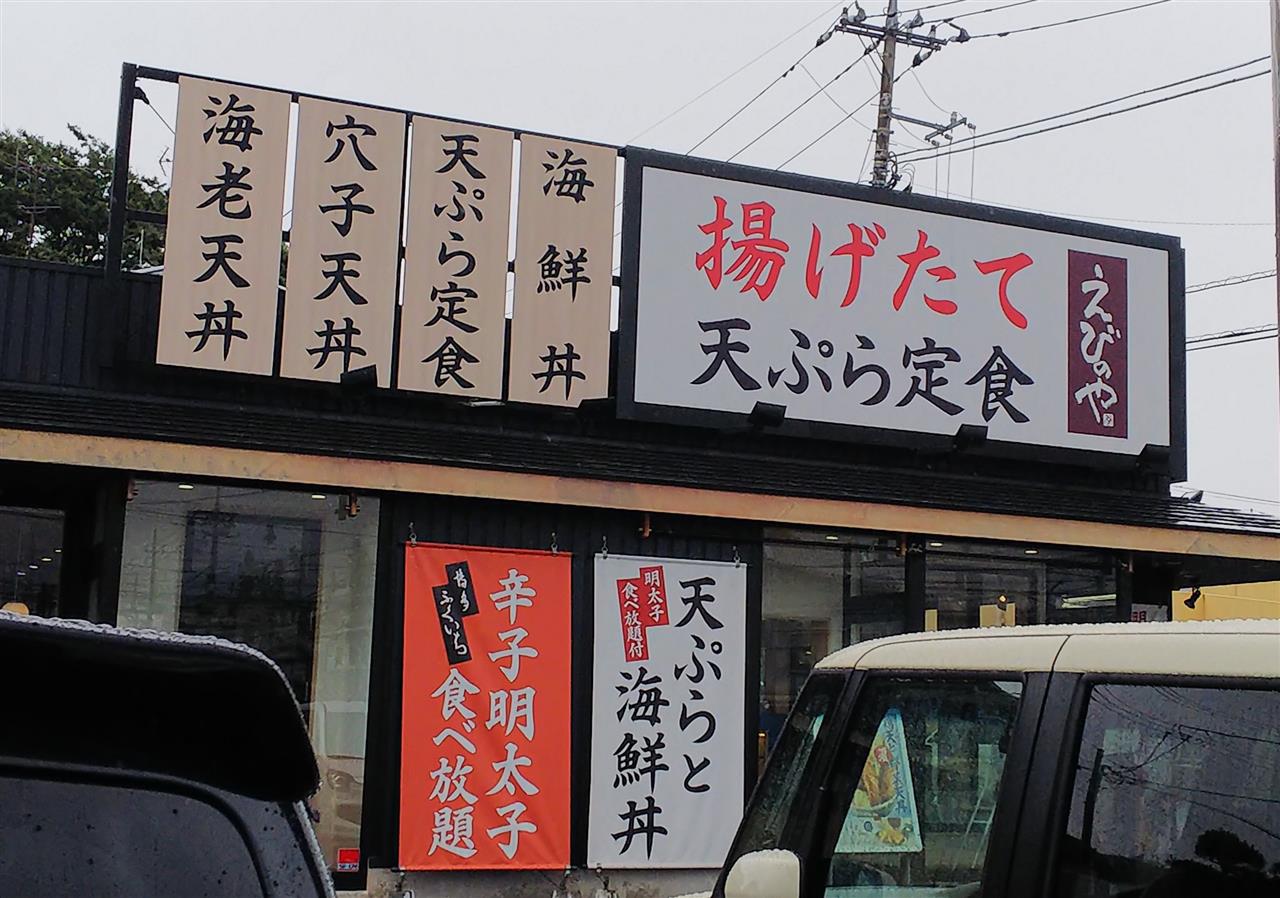 海老天丼
穴子天丼
天ぷら定食
海鮮丼
揚げたて
天ぷら定食
えびのや
辛子明太子
博多
ふくいち
食べ放題
天ぷらと
明太子
食べ放題付
海鮮丼